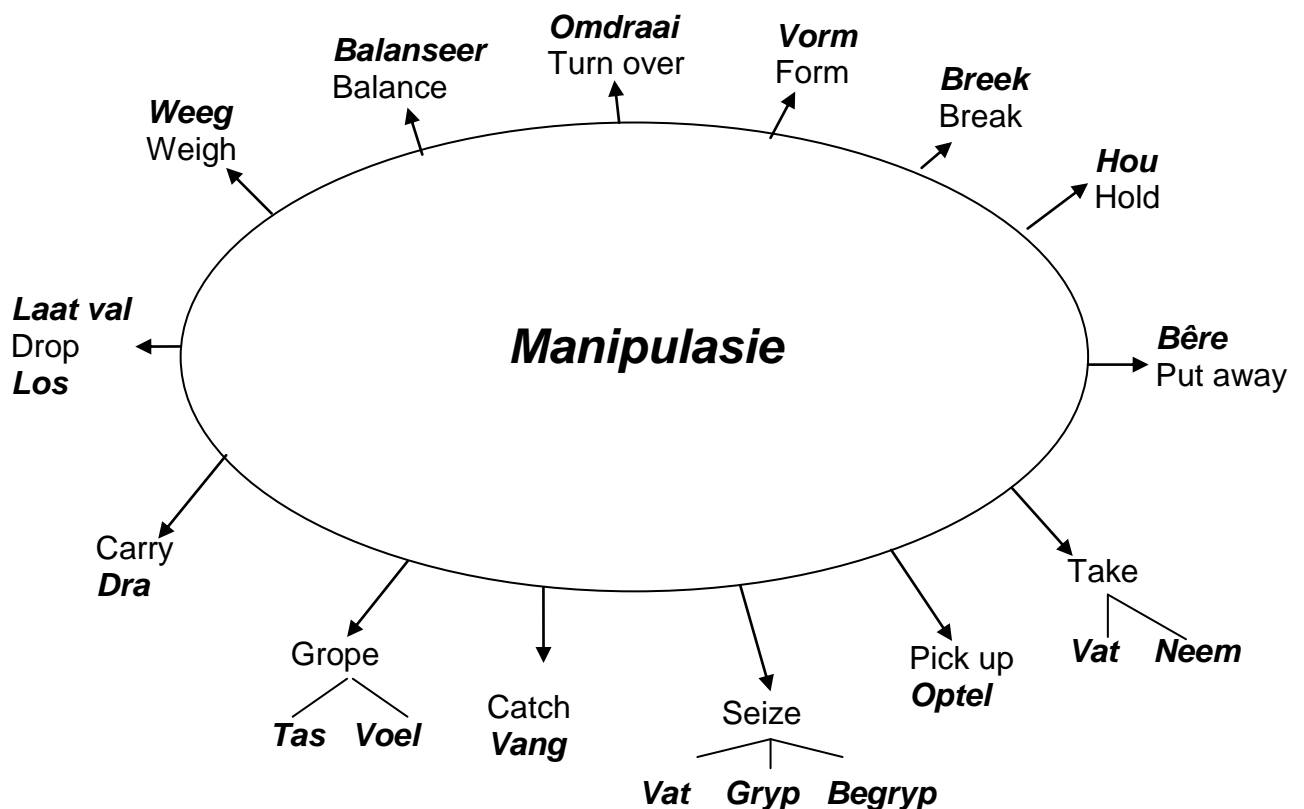 Omdraai
Turn over
Vorm
Form
Balanseer
Balance
Breek
Break
Weeg
Weigh
Hou
Hold
Laat val
Drop
Los
Manipulasie
Bêre
Put away
Carry
Dra
Take
Vat Neem
Grope
Tas Voel
Pick up
Optel
Catch
Vang
Seize
Vat Gryp Begryp